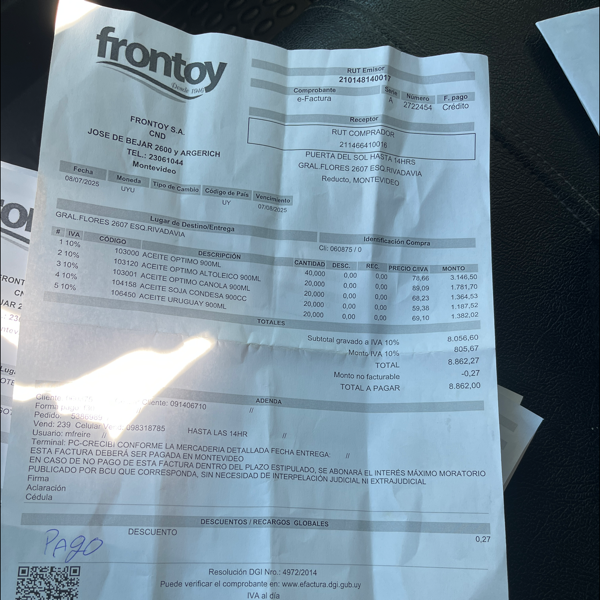 frontoy
Desde 1940
FRONTOY S.A.
CND
JOSE DE BEJAR 2600 y ARGERICH
TEL.: 23061044
Montevideo
RUT Emisor
210148140017
Comprobante Serie Número F. pago
e-Factura A 2722454 Crédito
Receptor
RUT COMPRADOR
211466410016
PUERTA DEL SOL HASTA 14HRS
GRAL.FLORES 2607 ESQ.RIVADAVIA
Reducto, MONTEVIDEO
Fecha Moneda Tipo de Cambio Código de País Vencimiento
08/07/2025 UYU UY 07/08/2025
Lugar de Destino/Entrega Identificación Compra
GRAL.FLORES 2607 ESQ.RIVADAVIA Cli: 060875 / 0
# IVA CÓDIGO DESCRIPCIÓN CANTIDAD DESC. REC. PRECIO C/IVA MONTO
1 10% 103000 ACEITE OPTIMO 900ML 40,000 0,00 0,00 78,66 3.146,50
2 10% 103120 ACEITE OPTIMO ALTOLEICO 900ML 20,000 0,00 0,00 89,09 1.781,70
3 10% 103001 ACEITE OPTIMO CANOLA 900ML 20,000 0,00 0,00 68,23 1.364,53
4 10% 104158 ACEITE SOJA CONDESA 900CC 20,000 0,00 0,00 59,38 1.187,52
5 10% 106450 ACEITE URUGUAY 900ML 20,000 0,00 0,00 69,10 1.382,02
TOTALES
Subtotal gravado a IVA 10% 8.056,60
Monto IVA 10% 805,67
TOTAL 8.862,27
Monto no facturable -0,27
TOTAL A PAGAR 8.862,00
ADENDA
Cliente: 091406710
Forma //
Pedido:
Vend: 239 Celular Vend: 098318785 HASTA LAS 14HR //
Usuario: mfreire //
Terminal: PC-CRECIBÍ CONFORME LA MERCADERIA DETALLADA FECHA ENTREGA. //
ESTA FACTURA DEBERÁ SER PAGADA EN MONTEVIDEO
EN CASO DE NO PAGO DE ESTA FACTURA DENTRO DEL PLAZO ESTIPULADO, SE ABONARÁ EL INTERÉS MÁXIMO MORATORIO
PUBLICADO POR BCU QUE CORRESPONDA, SIN NECESIDAD DE INTERPELACIÓN JUDICIAL NI EXTRAJUDICIAL
Firma
Aclaración
Cédula
DESCUENTOS / RECARGOS GLOBALES
DESCUENTO 0,27
PAGO
Resolución DGI Nro.: 4972/2014
Puede verificar el comprobante en: www.efactura.dgi.gub.uy
IVA al día